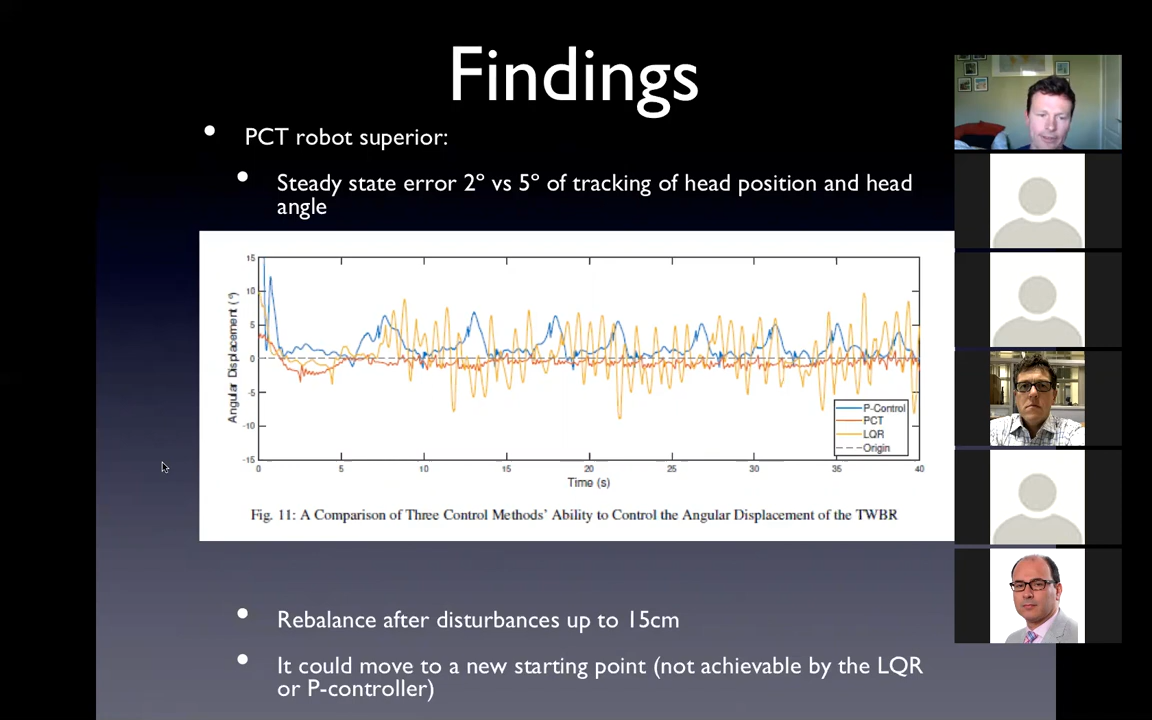 Findings
• PCT robot superior:
• Steady state error 2° vs 5° of tracking of head position and head
angle
15
10
5
0
-5
-10
-15
Angular Displacement (°)
P-Control
PCT
LQR
Origin
0 5 10 15 20 25 30 35 40
Time (s)
Fig. 11: A Comparison of Three Control Methods' Ability to Control the Angular Displacement of the TWBR
• Rebalance after disturbances up to 15cm
• It could move to a new starting point (not achievable by the LQR
or P-controller)